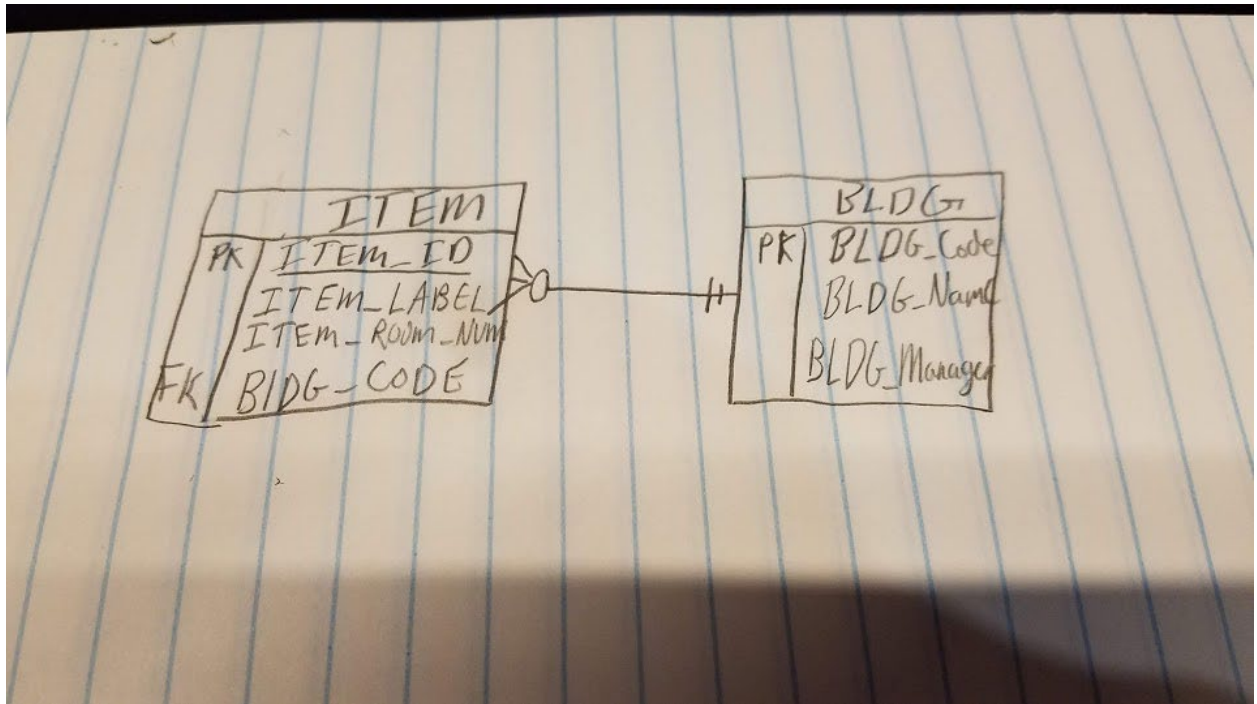 ITEM
PK ITEM_ID
ITEM_LABEL
ITEM_ROOM_NUM
FK BIDG_CODE
BLDG
PK BLDG_Code
BLDG_Name
BLDG_Manager